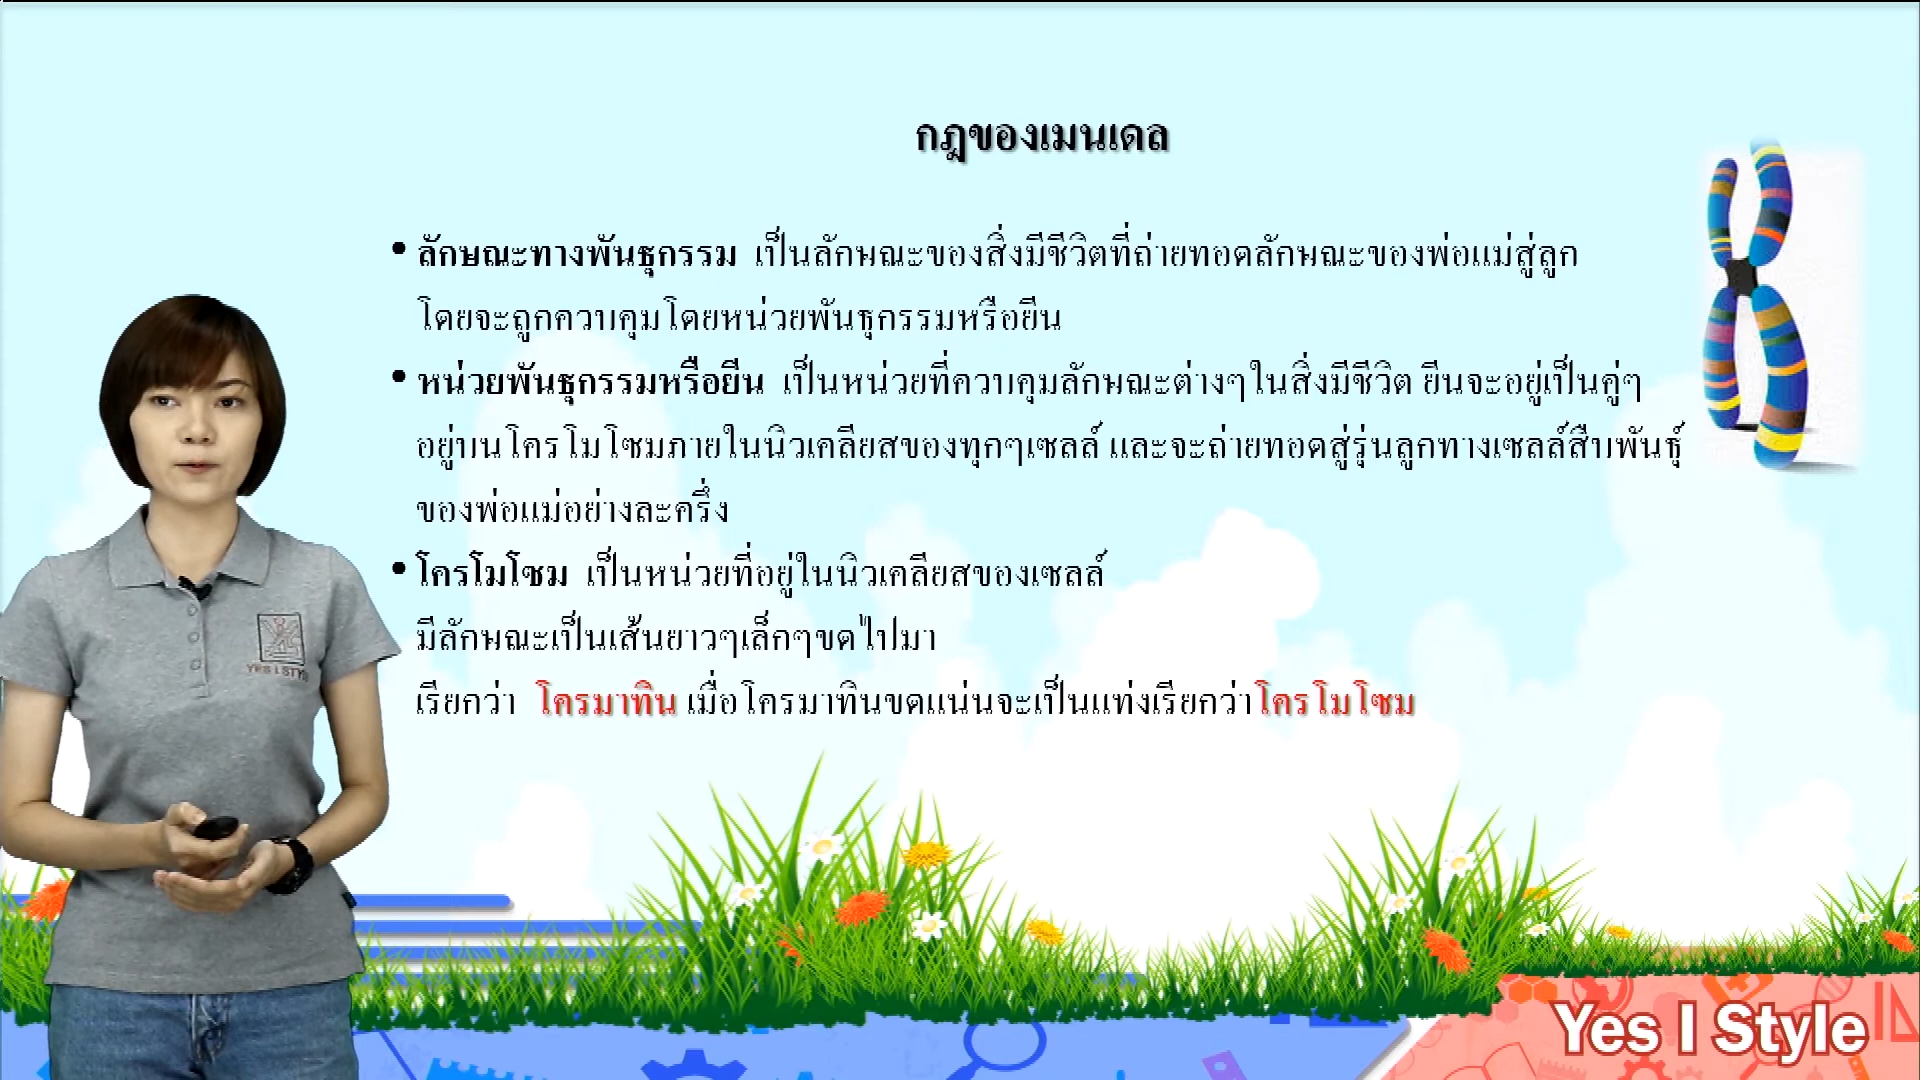 กฎของเมนเดล
• ลักษณะทางพันธุกรรม เป็นลักษณะของสิ่งมีชีวิตที่ถ่ายทอดลักษณะของพ่อแม่สู่ลูก
โดยจะถูกควบคุมโดยหน่วยพันธุกรรมหรือยีน
• หน่วยพันธุกรรมหรือยีน เป็นหน่วยที่ควบคุมลักษณะต่างๆในสิ่งมีชีวิต ยีนจะอยู่เป็นคู่ๆ
อยู่บนโครโมโซมภายในนิวเคลียสของทุกๆเซลล์ และจะถ่ายทอดสู่รุ่นลูกทางเซลล์สืบพันธุ์
ของพ่อแม่อย่างละครึ่ง
• โครโมโซม เป็นหน่วยที่อยู่ในนิวเคลียสของเซลล์
มีลักษณะเป็นเส้นยาวๆเล็กๆขดไปมา
เรียกว่า โครมาทิน เมื่อโครมาทินขดแน่นจะเป็นแท่งเรียกว่าโครโมโซม
YES I STYLE
Yes I Style